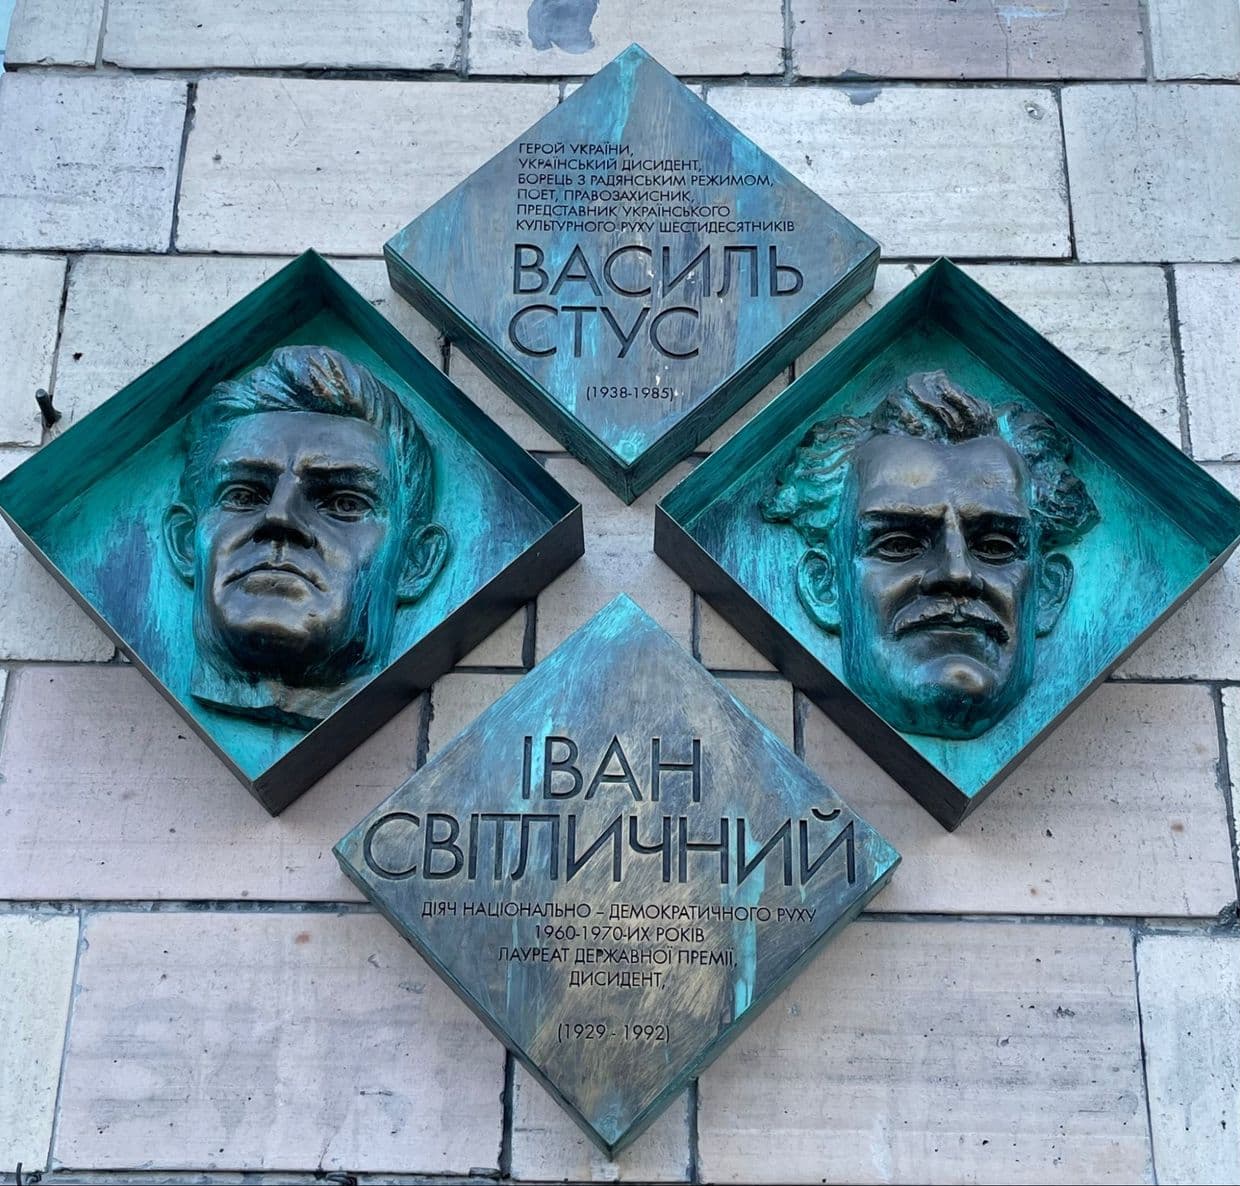 ГЕРОЙ УКРАЇНИ,
УКРАЇНСЬКИЙ ДИСИДЕНТ,
БОРЕЦЬ З РАДЯНСЬКИМ РЕЖИМОМ,
ПОЕТ, ПРАВОЗАХИСНИК,
ПРЕДСТАВНИК УКРАЇНСЬКОГО
КУЛЬТУРНОГО РУХУ ШЕСТИДЕСЯТНИКІВ
ВАСИЛЬ
СТУС
(1938-1985)
ІВАН
СВІТЛИЧНИЙ
ДІЯЧ НАЦІОНАЛЬНО – ДЕМОКРАТИЧНОГО РУХУ
1960-1970-ИХ РОКІВ
ЛАУРЕАТ ДЕРЖАВНОЇ ПРЕМІЇ,
ДИСИДЕНТ,
(1929 - 1992)